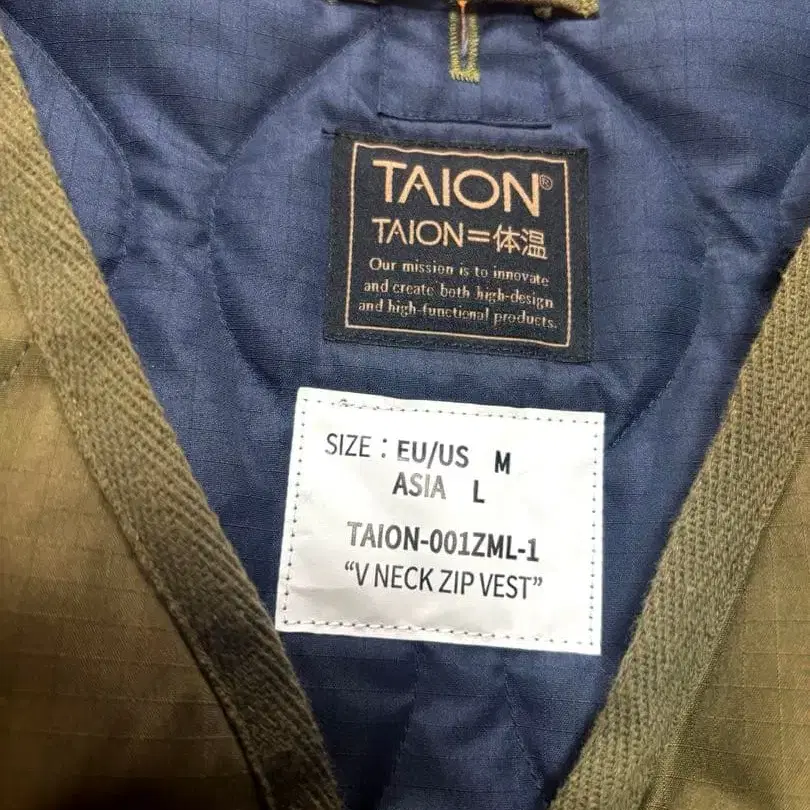 TAION®
TAION=体温
Our mission is to innovate
and create both high-design
and high-functional products.
SIZE : EU/US M
ASIA L
TAION-001ZML-1
“V NECK ZIP VEST”